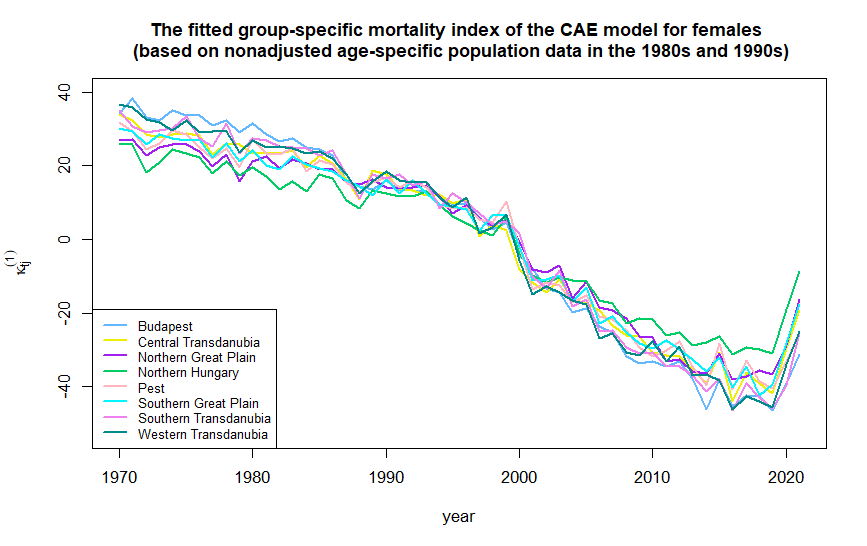 The fitted group-specific mortality index of the CAE model for females
(based on nonadjusted age-specific population data in the 1980s and 1990s)
40
20
0
-20
-40
κtj(1)
Budapest
Central Transdanubia
Northern Great Plain
Northern Hungary
Pest
Southern Great Plain
Southern Transdanubia
Western Transdanubia
1970 1980 1990 2000 2010 2020
year